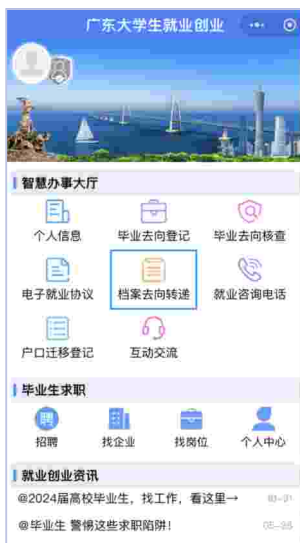 广东大学生就业创业
智慧办事大厅
个人信息 毕业去向登记 毕业去向核查
电子就业协议 档案去向转递 就业咨询电话
户口迁移登记 互动交流
毕业生求职
聘
招聘 找企业 找岗位 个人中心
就业创业资讯
@2024届高校毕业生，找工作，看这里→
@毕业生 警惕这些求职陷阱! 05-25